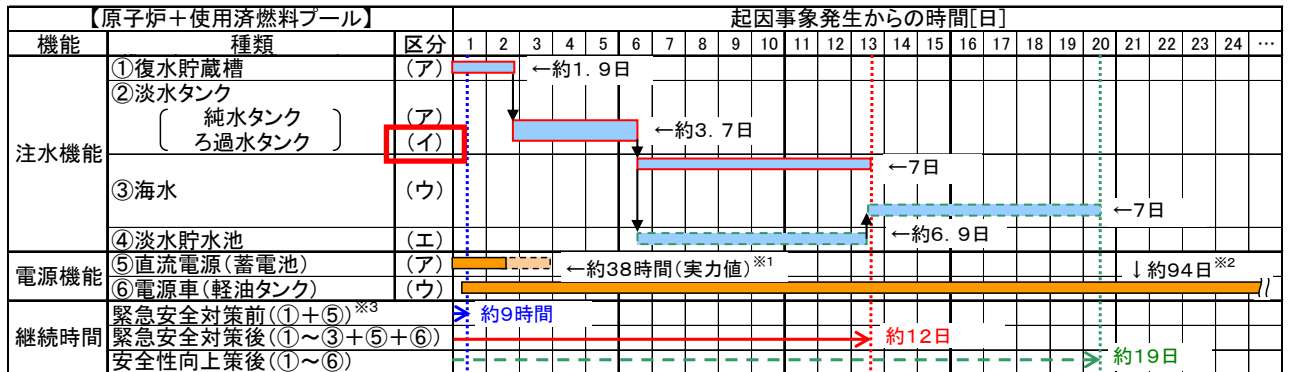 【原子炉＋使用済燃料プール】 起因事象発生からの時間[日]
機能 種類 区分 1 2 3 4 5 6 7 8 9 10 11 12 13 14 15 16 17 18 19 20 21 22 23 24 …
注水機能 ①復水貯蔵槽 (ア) ←約1．9日
②淡水タンク
純水タンク (ア)
ろ過水タンク (イ) ←約3．7日
←7日
③海水 (ウ)
←7日
④淡水貯水池 (エ) ←約6．9日
電源機能 ⑤直流電源(蓄電池) (ア) ←約38時間(実力値)※1 ↓約94日※2
⑥電源車(軽油タンク) (ウ)
継続時間 緊急安全対策前(①＋⑤)※3 約9時間
緊急安全対策後(①～③＋⑤＋⑥) 約12日
安全性向上策後(①～⑥) 約19日